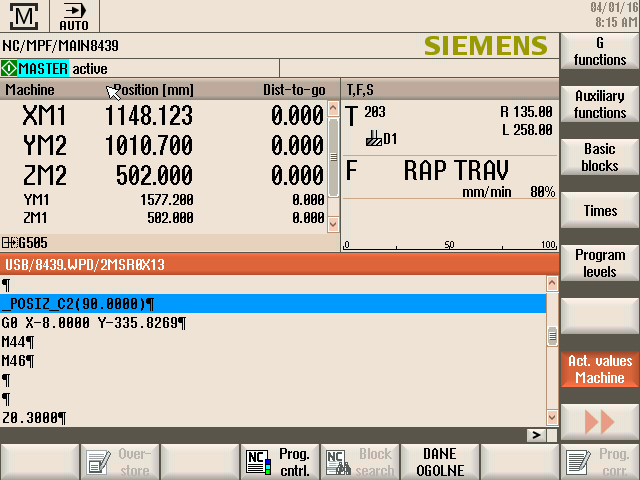 M
AUTO
04/01/16
8:15 AM
NC/MPF/MAIN8439
SIEMENS
G functions
MASTER active
Machine Position [mm] Dist-to-go
T,F,S
XM1 1148.123 0.000
YM2 1010.700 0.000
ZM2 502.000 0.000
YM1 1577.200 0.000
ZM1 502.000 0.000
G505
T 203 R 135.00
D1 L 258.00
F RAP TRAV
mm/min 80%
0 50 100
Auxiliary functions
Basic blocks
Times
Program levels
Act. values Machine
USB/8439.WPD/2MSR0X13
¶
_POSIZ_C2(90.0000)¶
G0 X-8.0000 Y-335.8269¶
M44¶
M46¶
¶
¶
Z0.3000¶
>
Over-store
NC Prog. cntrl.
NC Block search
DANE OGOLNE
Prog. corr.